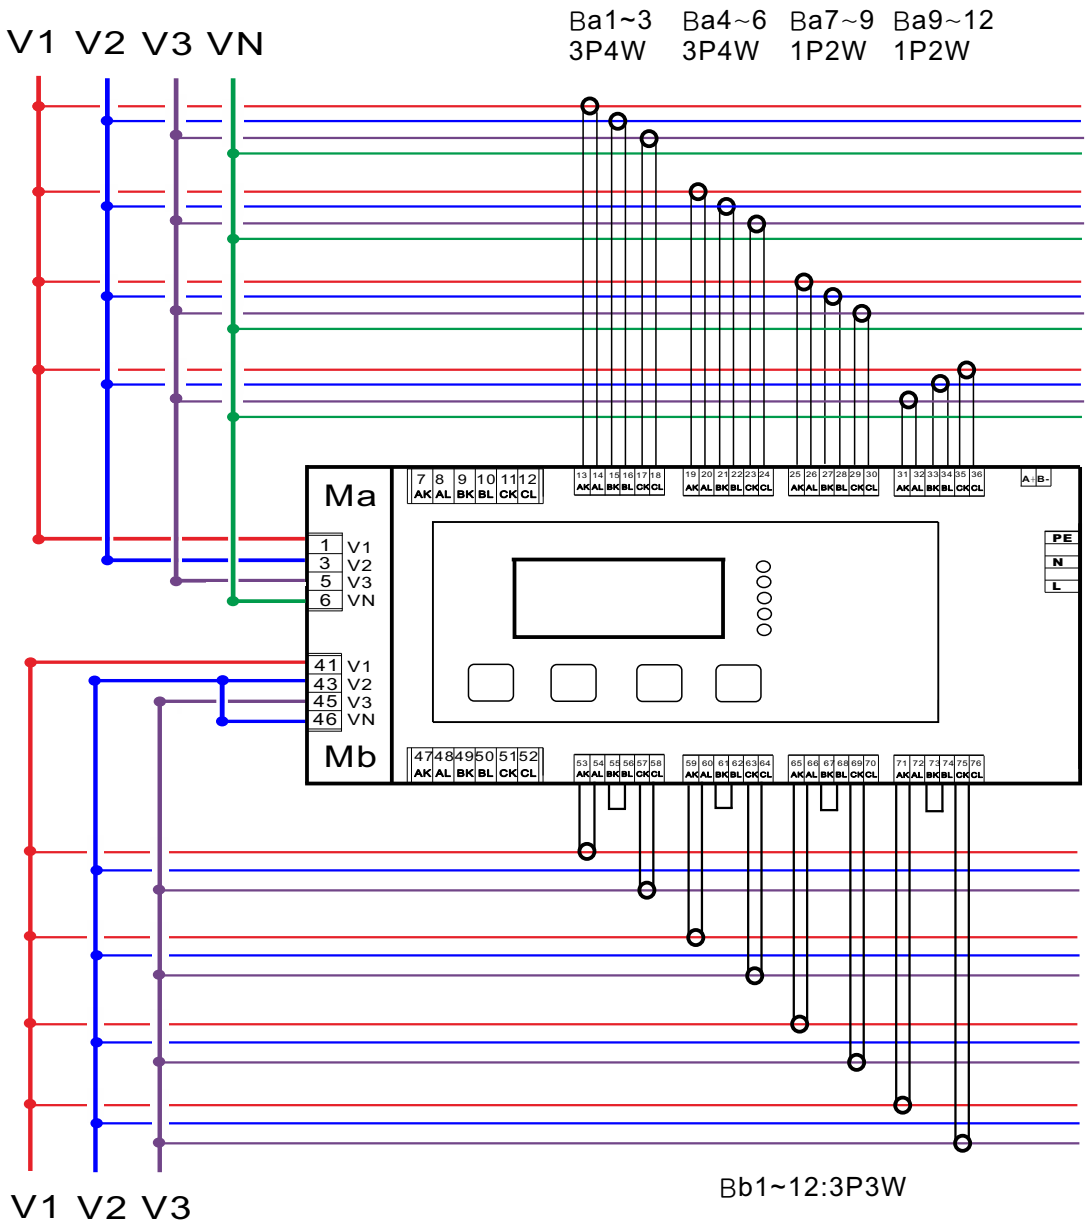 Ba1~3 Ba4~6 Ba7~9 Ba9~12
V1 V2 V3 VN
3P4W 3P4W 1P2W 1P2W
13 14 15 16 17 18 19 20 21 22 23 24 25 26 27 28 29 30 31 32 33 34 35 36
Ma 7 8 9 10 11 12
AK AL BK BL CK CL AK AL BK BL CK CL AK AL BK BL CK CL AK AL BK BL CK CL AK AL BK BL CK CL
A+ B-
PE
N
L
1 V1
3 V2
5 V3
6 VN
41 V1
43 V2
45 V3
46 VN
Mb 47 48 49 50 51 52 53 54 55 56 57 58 59 60 61 62 63 64 65 66 67 68 69 70 71 72 73 74 75 76
AK AL BK BL CK CL AK AL BK BL CK CL AK AL BK BL CK CL AK AL BK BL CK CL AK AL BK BL CK CL
Bb1~12:3P3W
V1 V2 V3